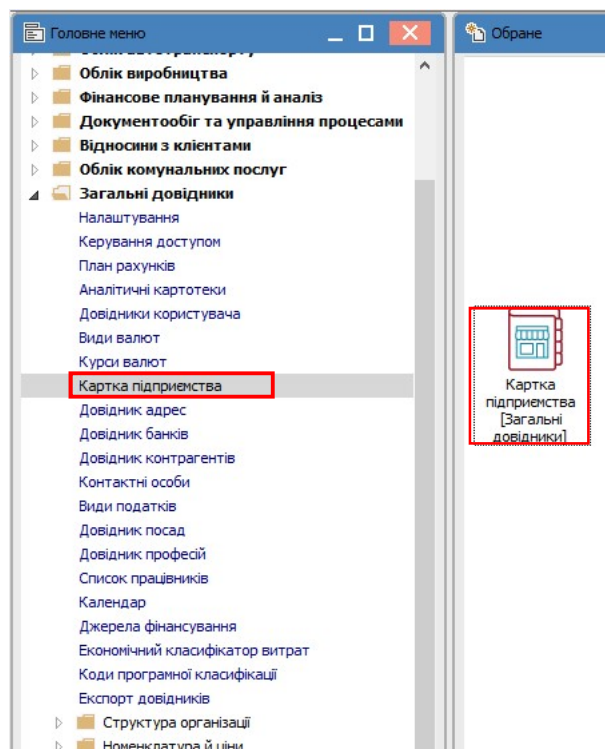 Головне меню
Облік виробництва
Фінансове планування й аналіз
Документообіг та управління процесами
Відносини з клієнтами
Облік комунальних послуг
Загальні довідники
Налаштування
Керування доступом
План рахунків
Аналітичні картотеки
Довідники користувача
Види валют
Курси валют
Картка підприємства
Довідник адрес
Довідник банків
Довідник контрагентів
Контактні особи
Види податків
Довідник посад
Довідник професій
Список працівників
Календар
Джерела фінансування
Економічний класифікатор витрат
Коди програмної класифікації
Експорт довідників
Структура організації
Номенклатура й ціни
Обране
Картка
підприємства
[Загальні
довідники]